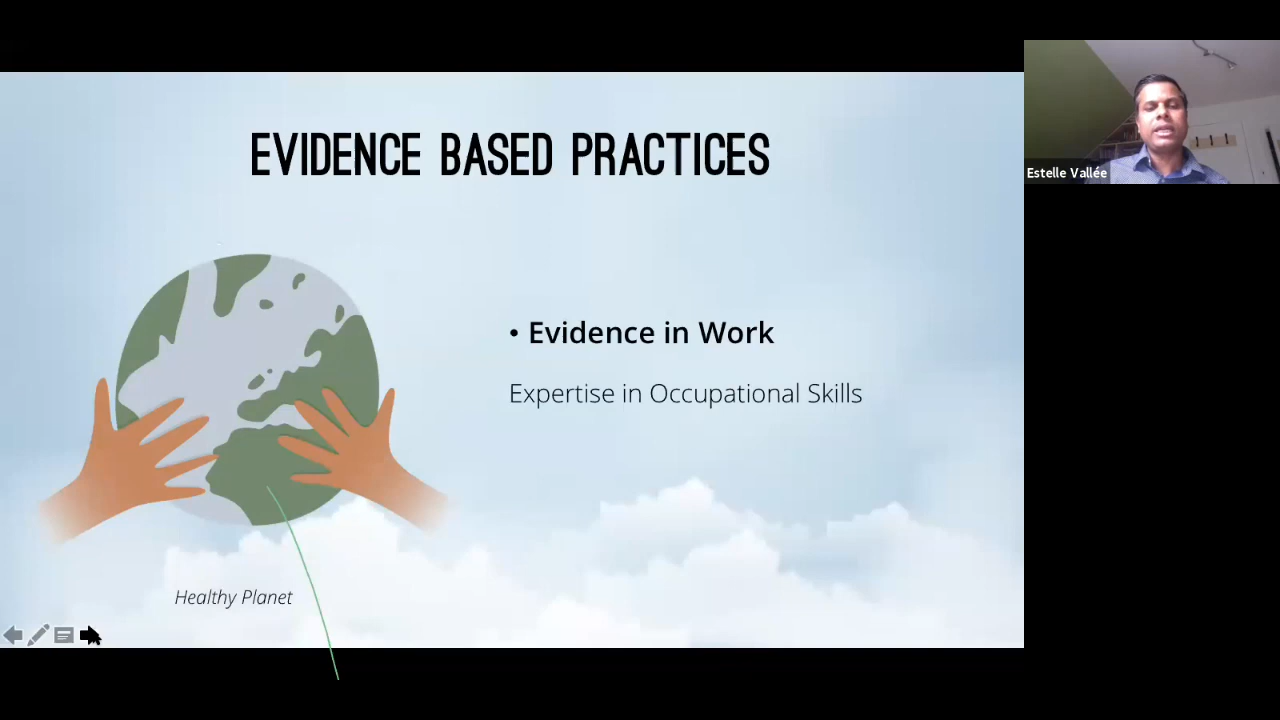 EVIDENCE BASED PRACTICES
Estelle Vallée
• Evidence in Work
Expertise in Occupational Skills
Healthy Planet